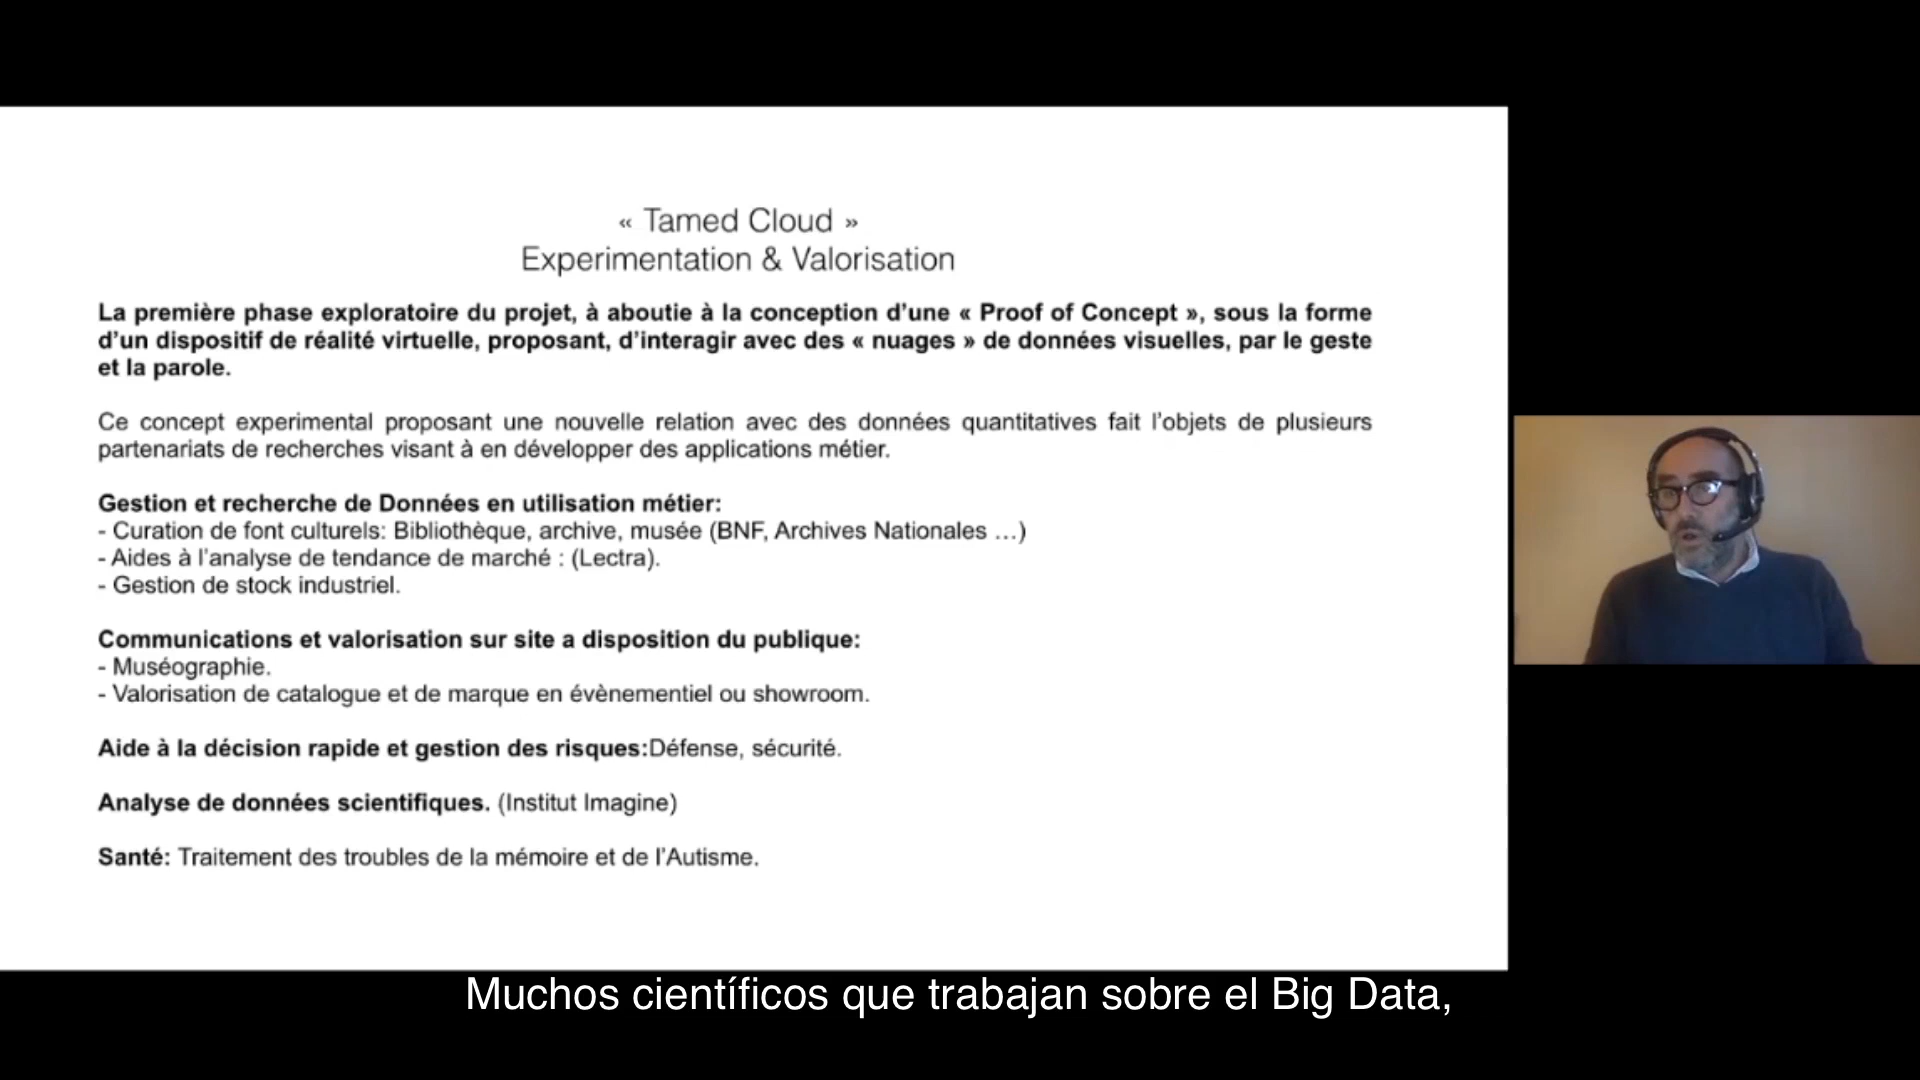 « Tamed Cloud »
Experimentation & Valorisation
La première phase exploratoire du projet, à aboutie à la conception d’une « Proof of Concept », sous la forme
d’un dispositif de réalité virtuelle, proposant, d’interagir avec des « nuages » de données visuelles, par le geste
et la parole.
Ce concept experimental proposant une nouvelle relation avec des données quantitatives fait l’objets de plusieurs
partenariats de recherches visant à en développer des applications métier.
Gestion et recherche de Données en utilisation métier:
- Curation de font culturels: Bibliothèque, archive, musée (BNF, Archives Nationales …)
- Aides à l’analyse de tendance de marché : (Lectra).
- Gestion de stock industriel.
Communications et valorisation sur site a disposition du publique:
- Muséographie.
- Valorisation de catalogue et de marque en évènementiel ou showroom.
Aide à la décision rapide et gestion des risques:Défense, sécurité.
Analyse de données scientifiques. (Institut Imagine)
Santé: Traitement des troubles de la mémoire et de l’Autisme.
Muchos científicos que trabajan sobre el Big Data,